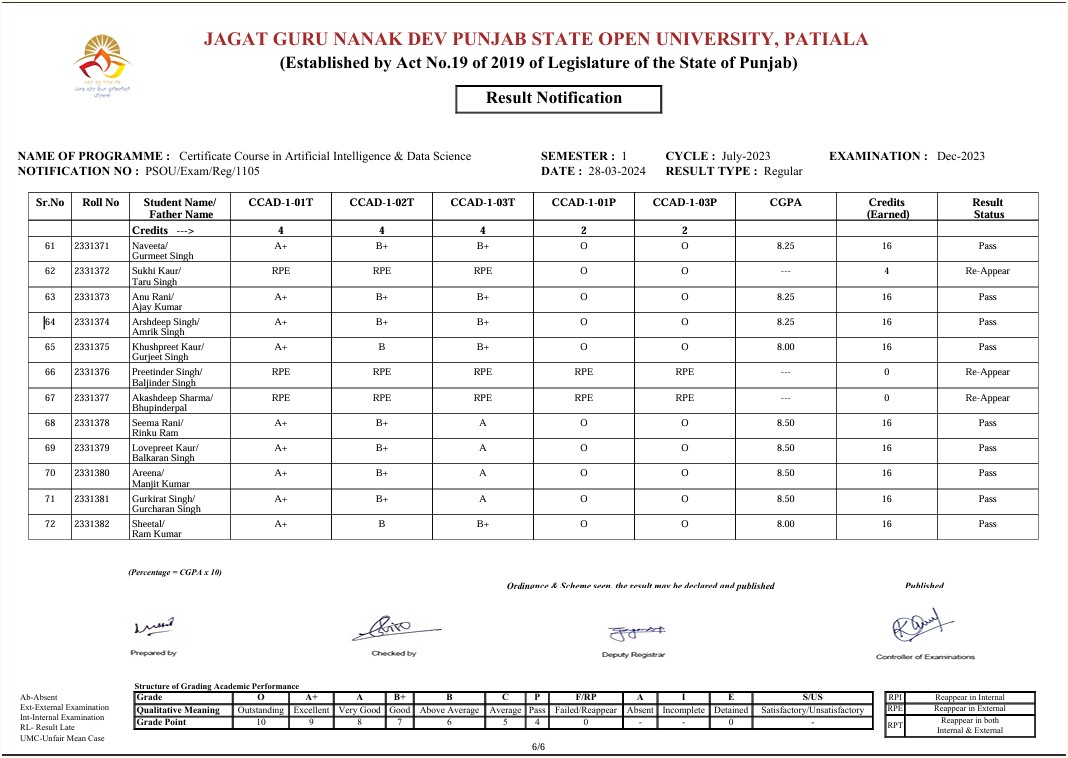 JAGAT GURU NANAK DEV PUNJAB STATE OPEN UNIVERSITY, PATIALA
(Established by Act No.19 of 2019 of Legislature of the State of Punjab)
Result Notification
NAME OF PROGRAMME : Certificate Course in Artificial Intelligence & Data Science SEMESTER : 1 CYCLE : July-2023 EXAMINATION : Dec-2023
NOTIFICATION NO : PSOU/Exam/Reg/1105 DATE : 28-03-2024 RESULT TYPE : Regular
Sr.No Roll No Student Name/ CCAD-1-01T CCAD-1-02T CCAD-1-03T CCAD-1-01P CCAD-1-03P CGPA Credits Result
Father Name (Earned) Status
Credits ---> 4 4 4 2 2
61 2331371 Naveeta/ A+ B+ B+ O O 8.25 16 Pass
Gurmeet Singh
62 2331372 Sukhi Kaur/ RPE RPE RPE O O --- 4 Re-Appear
Taru Singh
63 2331373 Anu Rani/ A+ B+ B+ O O 8.25 16 Pass
Ajay Kumar
64 2331374 Arshdeep Singh/ A+ B+ B+ O O 8.25 16 Pass
Amrik Singh
65 2331375 Khushpreet Kaur/ A+ B B+ O O 8.00 16 Pass
Gurjeet Singh
66 2331376 Preetinder Singh/ RPE RPE RPE RPE RPE --- 0 Re-Appear
Baljinder Singh
67 2331377 Akashdeep Sharma/ RPE RPE RPE RPE RPE --- 0 Re-Appear
Bhupinderpal
68 2331378 Seema Rani/ A+ B+ A O O 8.50 16 Pass
Rinku Ram
69 2331379 Lovepreet Kaur/ A+ B+ A O O 8.50 16 Pass
Balkaran Singh
70 2331380 Areena/ A+ B+ A O O 8.50 16 Pass
Manjit Kumar
71 2331381 Gurkirat Singh/ A+ B+ A O O 8.50 16 Pass
Gurcharan Singh
72 2331382 Sheetal/ A+ B B+ O O 8.00 16 Pass
Ram Kumar
(Percentage = CGPA x 10)
Ordinance & Scheme seen, the result may be declared and published Published
Prepared by Checked by Deputy Registrar Controller of Examinations
Structure of Grading Academic Performance
Grade O A+ A B+ B C P F/RP A I E S/US
Qualitative Meaning Outstanding Excellent Very Good Good Above Average Average Pass Failed/Reappear Absent Incomplete Detained Satisfactory/Unsatisfactory
Grade Point 10 9 8 7 6 5 4 0 - - 0 -
Ab-Absent
Ext-External Examination
Int-Internal Examination
RL- Result Late
UMC-Unfair Mean Case
RPI Reappear in Internal
RPE Reappear in External
RPT Reappear in both
Internal & External
6/6